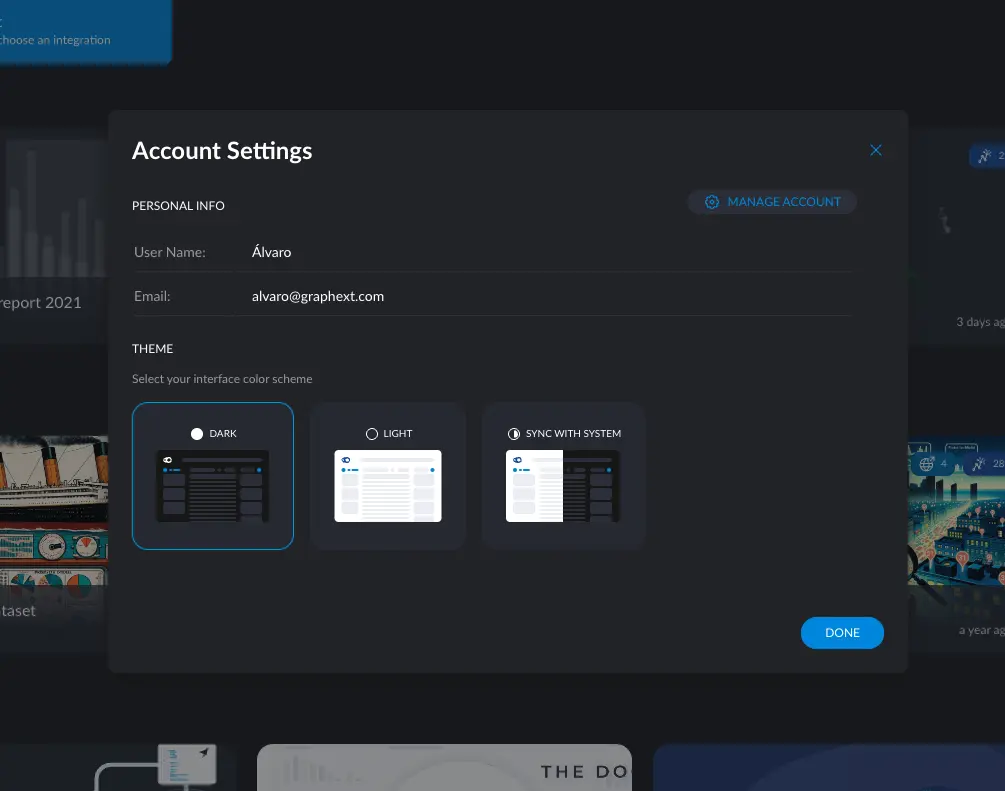 choose an integration
Account Settings
PERSONAL INFO
MANAGE ACCOUNT
User Name:
Álvaro
Email:
alvaro@graphext.com
report 2021
3 days ag
THEME
Select your interface color scheme
DARK
LIGHT
SYNC WITH SYSTEM
4
28
taset
a year ag
DONE
THE DO